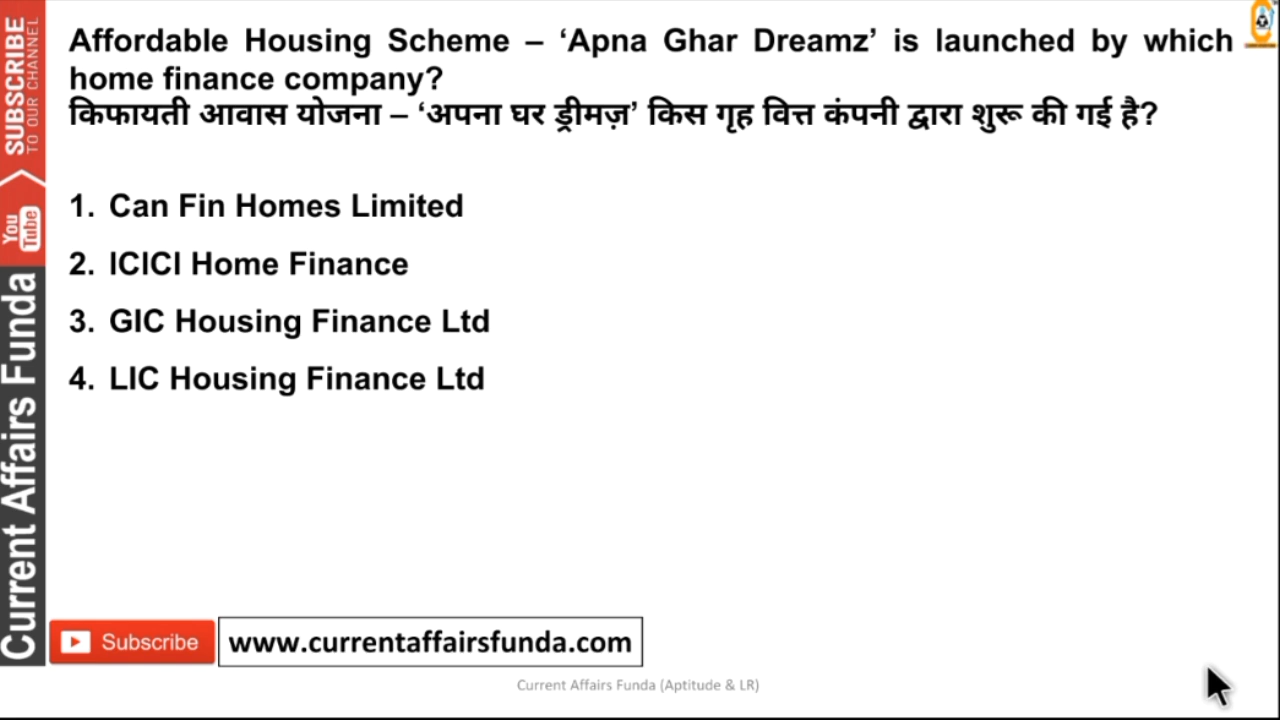 Affordable Housing Scheme – ‘Apna Ghar Dreamz’ is launched by which
home finance company?
किफायती आवास योजना – ‘अपना घर ड्रीमज़’ किस गृह वित्त कंपनी द्वारा शुरू की गई है?
1. Can Fin Homes Limited
2. ICICI Home Finance
3. GIC Housing Finance Ltd
4. LIC Housing Finance Ltd
SUBSCRIBE
TO OUR CHANNEL
You
Tube
Current Affairs Funda
Subscribe
www.currentaffairsfunda.com
Current Affairs Funda (Aptitude & LR)